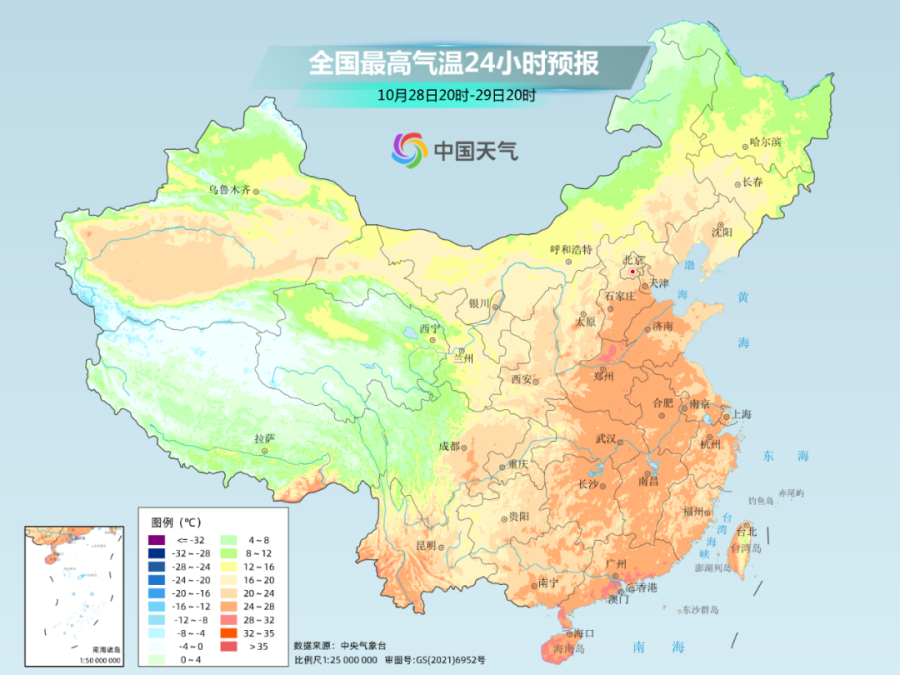 全国最高气温24小时预报
10月28日20时-29日20时
中国天气
哈尔滨
长春
乌鲁木齐
沈阳
呼和浩特
北京
渤
天津
石家庄
海
黄
银川
太原
济南
西宁
海
兰州
西安
郑州
合肥
南京
上海
拉萨
成都
武汉
杭州
重庆
东 海
长沙
南昌
钓鱼岛
赤尾屿
贵阳
福州
台
湾
海
峡
台北
昆明
台湾岛
广州
澎湖列岛
南宁
香港
澳门
东沙群岛
海口
海南岛
南 海
图例 (℃)
<= -32
-32 ~ -28
-28 ~ -24
-24 ~ -20
-20 ~ -16
-16 ~ -12
-12 ~ -8
-8 ~ -4
-4 ~ 0
0 ~ 4
4 ~ 8
8 ~ 12
12 ~ 16
16 ~ 20
20 ~ 24
24 ~ 28
28 ~ 32
32 ~ 35
> 35
南海诸岛
1:50 000 000
数据来源：中央气象台
比例尺1:25 000 000 审图号:GS(2021)6952号